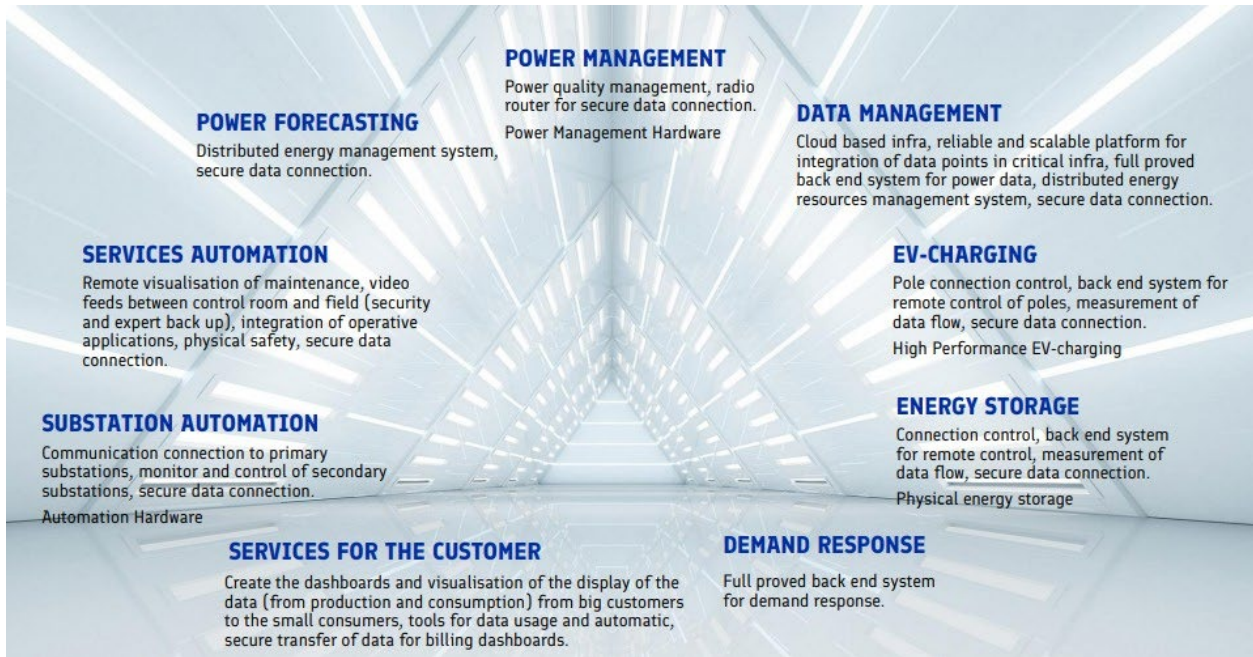 POWER MANAGEMENT
Power quality management, radio
router for secure data connection.
Power Management Hardware
POWER FORECASTING
Distributed energy management system,
secure data connection.
DATA MANAGEMENT
Cloud based infra, reliable and scalable platform for
integration of data points in critical infra, full proved
back end system for power data, distributed energy
resources management system, secure data connection.
SERVICES AUTOMATION
Remote visualisation of maintenance, video
feeds between control room and field (security
and expert back up), integration of operative
applications, physical safety, secure data
connection.
EV-CHARGING
Pole connection control, back end system for
remote control of poles, measurement of
data flow, secure data connection.
High Performance EV-charging
SUBSTATION AUTOMATION
Communication connection to primary
substations, monitor and control of secondary
substations, secure data connection.
Automation Hardware
ENERGY STORAGE
Connection control, back end system
for remote control, measurement of
data flow, secure data connection.
Physical energy storage
SERVICES FOR THE CUSTOMER
Create the dashboards and visualisation of the display of the
data (from production and consumption) from big customers
to the small consumers, tools for data usage and automatic,
secure transfer of data for billing dashboards.
DEMAND RESPONSE
Full proved back end system
for demand response.